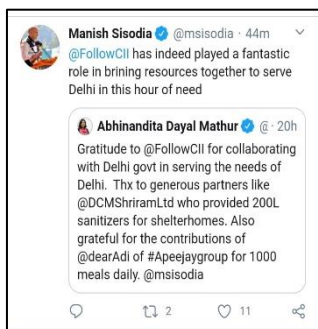 Manish Sisodia @msisodia · 44m
@FollowCII has indeed played a fantastic
role in brining resources together to serve
Delhi in this hour of need
Abhinandita Dayal Mathur @ · 20h
Gratitude to @FollowCII for collaborating
with Delhi govt in serving the needs of
Delhi. Thx to generous partners like
@DCMShriramLtd who provided 200L
sanitizers for shelterhomes. Also
grateful for the contributions of
@dearAdi of #Apeejaygroup for 1000
meals daily. @msisodia
2 11